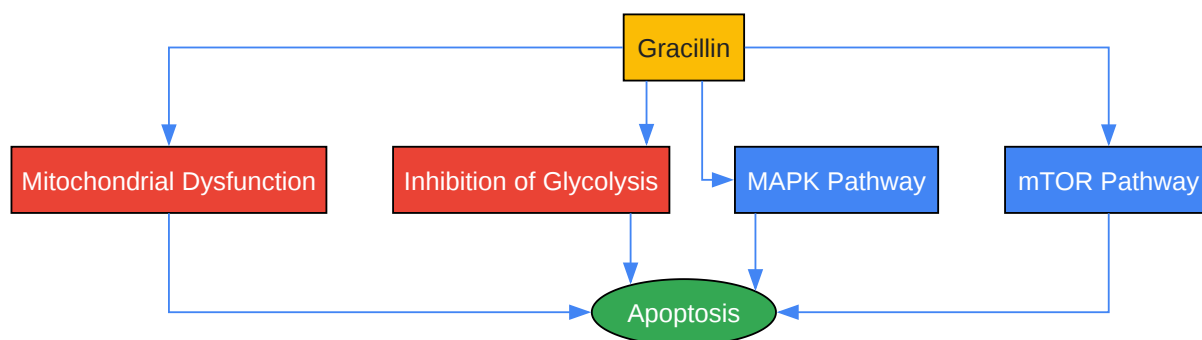 Gracillin
Mitochondrial Dysfunction
Inhibition of Glycolysis
MAPK Pathway
mTOR Pathway
Apoptosis